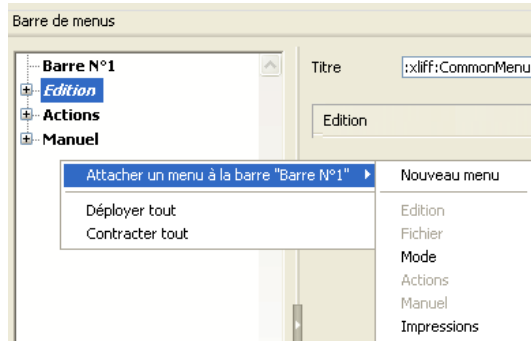 Barre de menus
Barre N°1
Edition
Actions
Manuel
Titre
:xliff:CommonMenu
Edition
Attacher un menu à la barre "Barre N°1"
Déployer tout
Contracter tout
Nouveau menu
Edition
Fichier
Mode
Actions
Manuel
Impressions